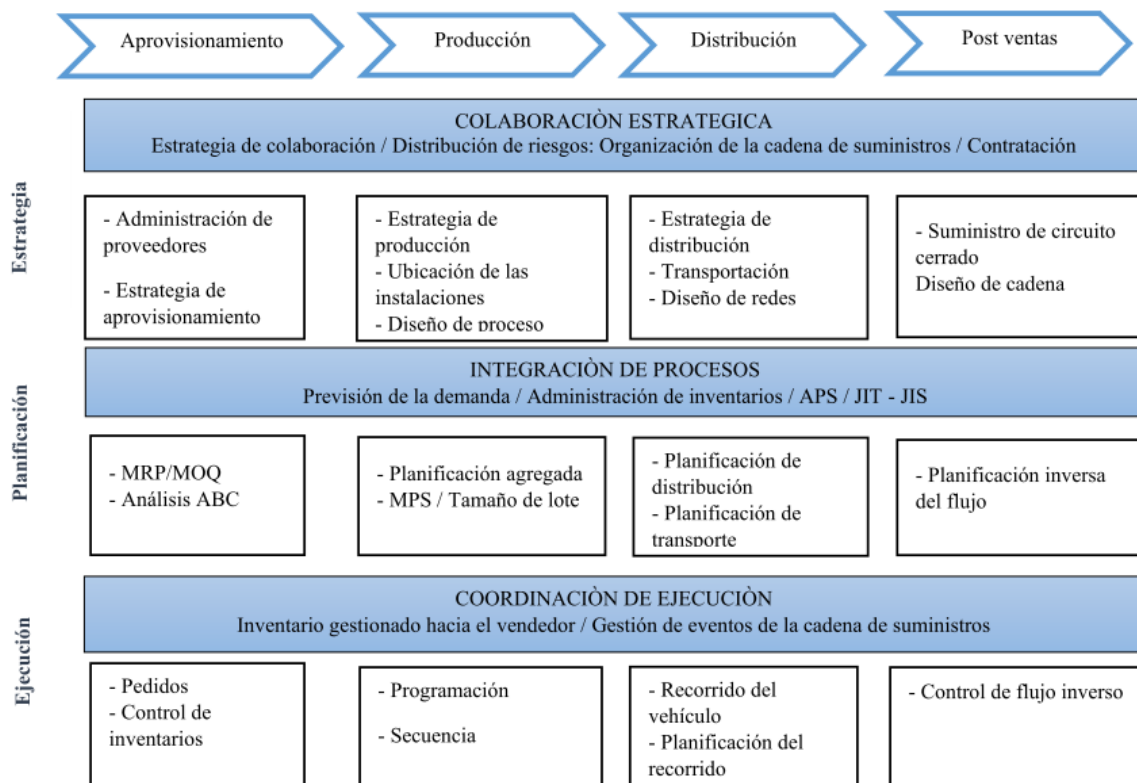 Aprovisionamiento
Producción
Distribución
Post ventas
Estrategia
COLABORACIÒN ESTRATEGICA
Estrategia de colaboración / Distribución de riesgos: Organización de la cadena de suministros / Contratación
- Administración de
proveedores
- Estrategia de
aprovisionamiento
- Estrategia de
producción
- Ubicación de las
instalaciones
- Diseño de proceso
- Estrategia de
distribución
- Transportación
- Diseño de redes
- Suministro de circuito
cerrado
Diseño de cadena
Planificación
INTEGRACIÒN DE PROCESOS
Previsión de la demanda / Administración de inventarios / APS / JIT - JIS
- MRP/MOQ
- Análisis ABC
- Planificación agregada
- MPS / Tamaño de lote
- Planificación de
distribución
- Planificación de
transporte
- Planificación inversa
del flujo
Ejecución
COORDINACIÒN DE EJECUCIÒN
Inventario gestionado hacia el vendedor / Gestión de eventos de la cadena de suministros
- Pedidos
- Control de
inventarios
- Programación
- Secuencia
- Recorrido del
vehículo
- Planificación del
recorrido
- Control de flujo inverso